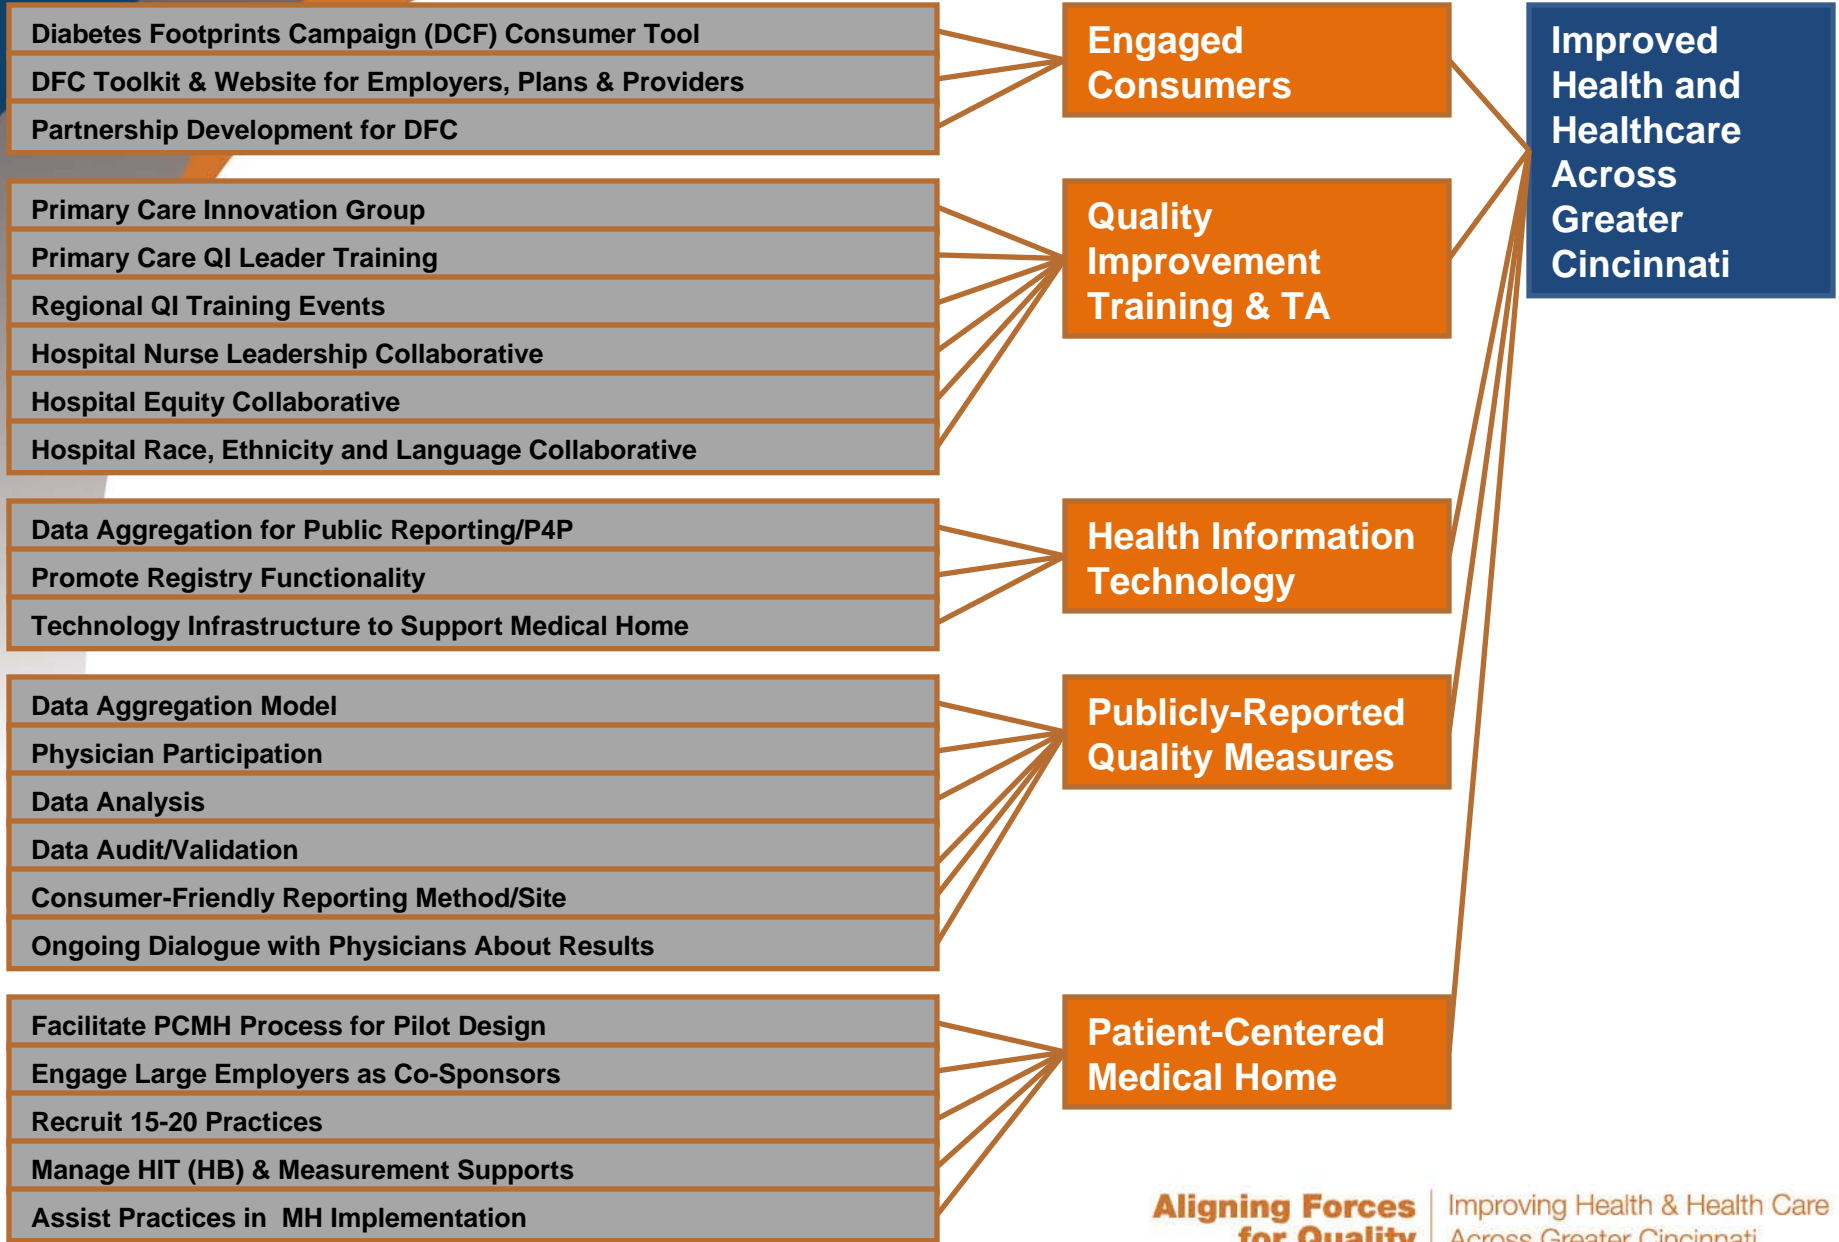 Diabetes Footprints Campaign (DCF) Consumer Tool
DFC Toolkit & Website for Employers, Plans & Providers
Partnership Development for DFC
Engaged
Consumers
Primary Care Innovation Group
Primary Care QI Leader Training
Regional QI Training Events
Hospital Nurse Leadership Collaborative
Hospital Equity Collaborative
Hospital Race, Ethnicity and Language Collaborative
Quality
Improvement
Training & TA
Data Aggregation for Public Reporting/P4P
Promote Registry Functionality
Technology Infrastructure to Support Medical Home
Health Information
Technology
Data Aggregation Model
Physician Participation
Data Analysis
Data Audit/Validation
Consumer-Friendly Reporting Method/Site
Ongoing Dialogue with Physicians About Results
Publicly-Reported
Quality Measures
Facilitate PCMH Process for Pilot Design
Engage Large Employers as Co-Sponsors
Recruit 15-20 Practices
Manage HIT (HB) & Measurement Supports
Assist Practices in MH Implementation
Patient-Centered
Medical Home
Improved
Health and
Healthcare
Across
Greater
Cincinnati
Aligning Forces
for Quality
Improving Health & Health Care
Across Greater Cincinnati